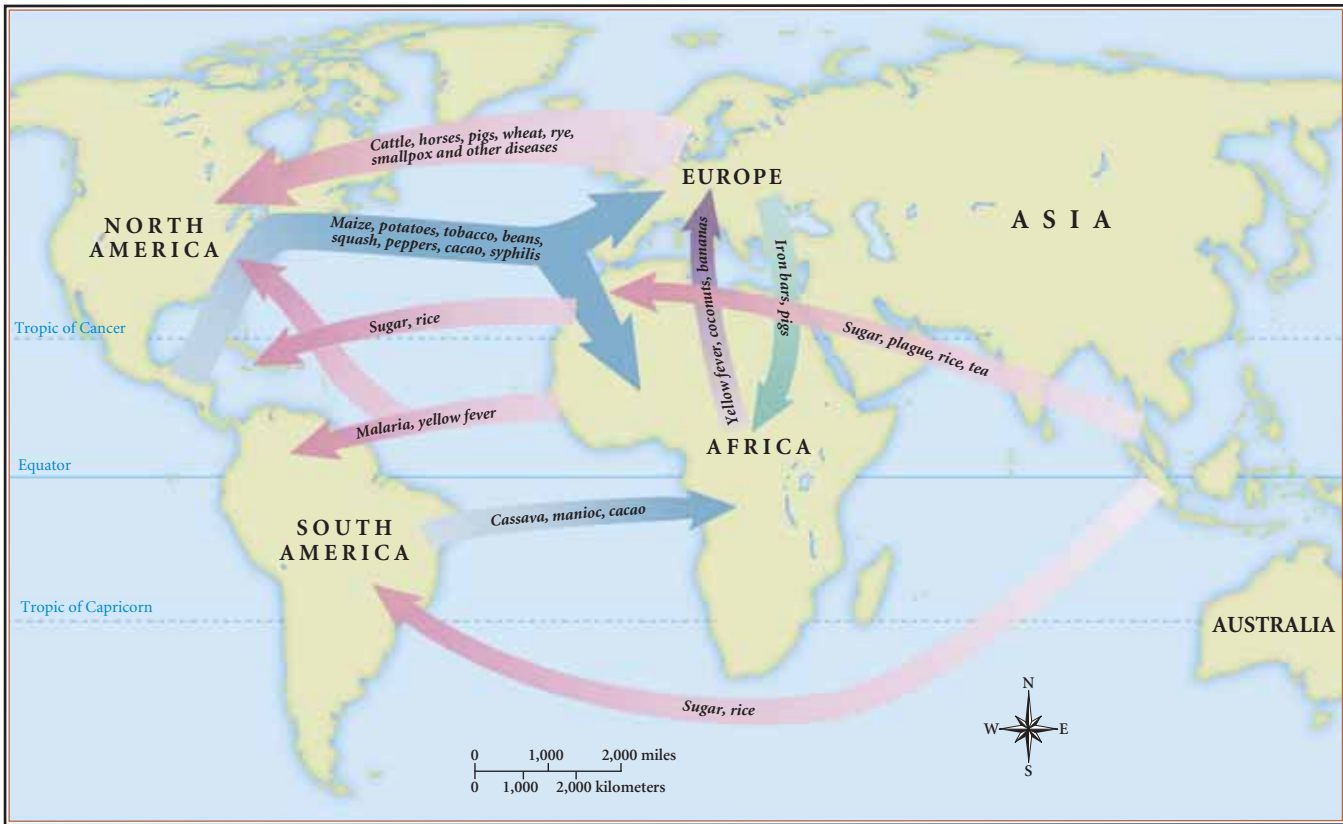 Cattle, horses, pigs, wheat, rye,
smallpox and other diseases
EUROPE
ASIA
NORTH
AMERICA
Maize, potatoes, tobacco, beans,
squash, peppers, cacao, syphilis
Yellow fever, coconuts, bananas
Iron bars, pigs
Tropic of Cancer
Sugar, rice
Sugar, plague, rice, tea
Malaria, yellow fever
AFRICA
Equator
Cassava, manioc, cacao
SOUTH
AMERICA
Tropic of Capricorn
AUSTRALIA
Sugar, rice
N
W E
S
0 1,000 2,000 miles
0 1,000 2,000 kilometers